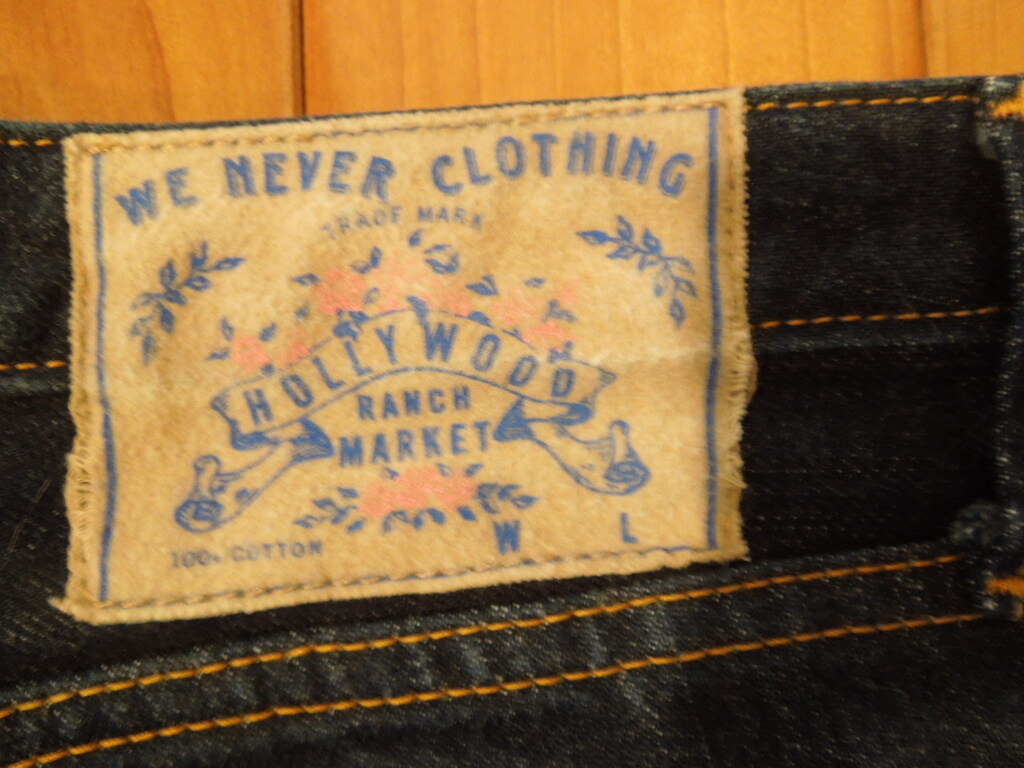 WE NEVER CLOTHING
TRADE MARK
HOLLYWOOD
RANCH
MARKET
100% COTTON
W L